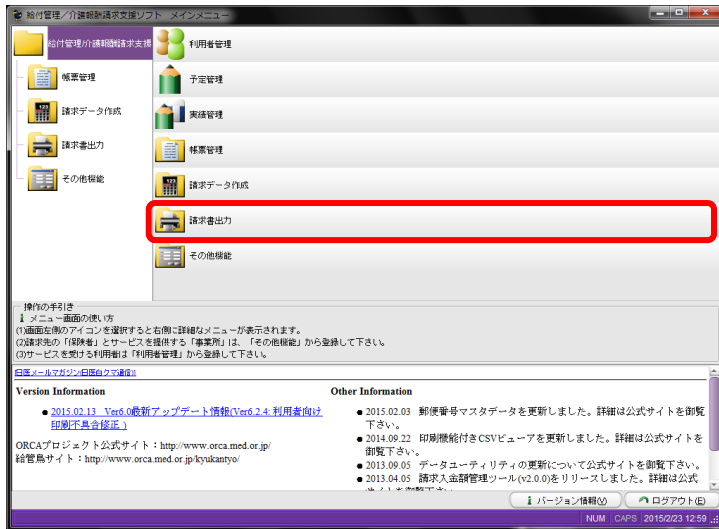 給付管理/介護報酬請求支援ソフト メインメニュー
給付管理/介護報酬請求支援
帳票管理
請求データ作成
請求書出力
その他機能
利用者管理
予定管理
実績管理
帳票管理
請求データ作成
請求書出力
その他機能
操作の手引き
メニュー画面の使い方
(1)画面左側のアイコンを選択すると右側に詳細なメニューが表示されます。
(2)請求先の「保険者」とサービスを提供する「事業所」は、「その他機能」から登録して下さい。
(3)サービスを受ける利用者は「利用者管理」から登録して下さい。
日医メールマガジン(日医白クマ通信)
Version Information
● 2015.02.13 Ver6.0最新アップデート情報(Ver6.2.4: 利用者向け
印刷不具合修正 )
ORCAプロジェクト公式サイト：http://www.orca.med.or.jp/
給管鳥サイト：http://www.orca.med.or.jp/kyukantyo/
Other Information
● 2015.02.03 郵便番号マスタデータを更新しました。詳細は公式サイトを御覧
下さい。
● 2014.09.22 印刷機能付きCSVビューアを更新しました。詳細は公式サイトを
御覧下さい。
● 2013.09.05 データユーティリティの更新について公式サイトを御覧下さい。
● 2013.04.05 請求入金額管理ツール(v2.0.0)をリリースしました。詳細は公式
バージョン情報(V)
ログアウト(E)
NUM CAPS 2015/2/23 12:59